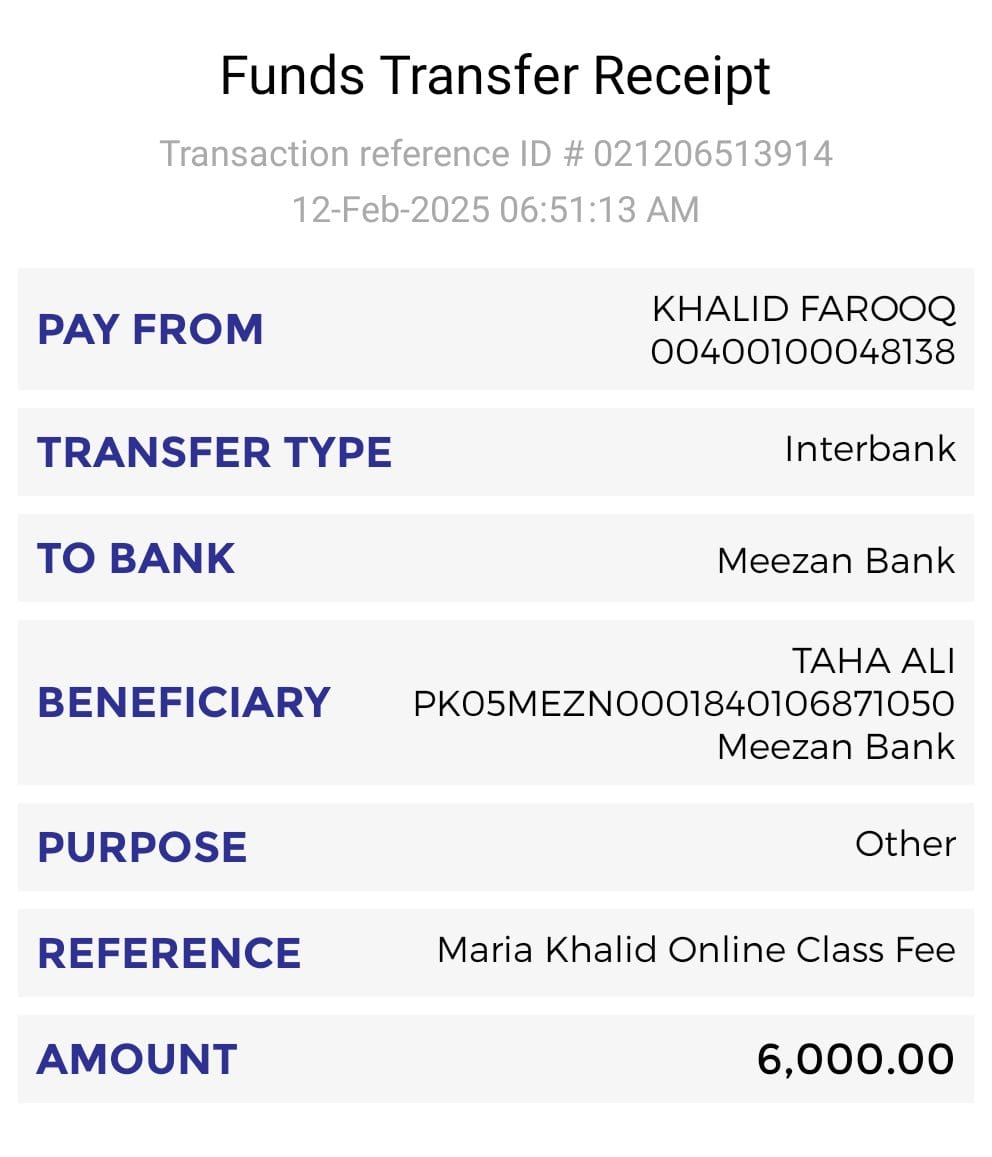 Funds Transfer Receipt
Transaction reference ID # 021206513914
12-Feb-2025 06:51:13 AM
PAY FROM
KHALID FAROOQ
00400100048138
TRANSFER TYPE
Interbank
TO BANK
Meezan Bank
BENEFICIARY
TAHA ALI
PK05MEZN0001840106871050
Meezan Bank
PURPOSE
Other
REFERENCE
Maria Khalid Online Class Fee
AMOUNT
6,000.00